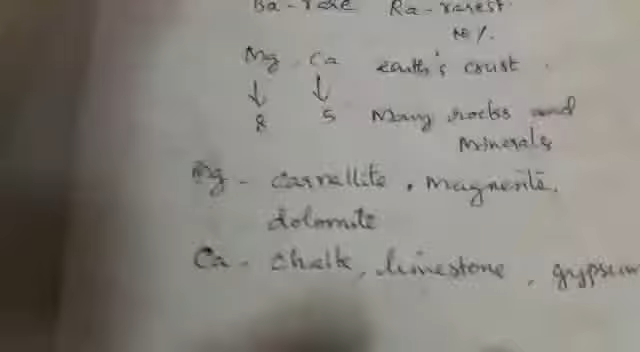 Ba - rare Ra - rarest
10%
Mg Ca earth's crust.
↓ ↓
8 5 Many rocks and
minerals
Mg - Carnallite, magnesite,
dolomite
Ca - chalk, limestone, gypsum